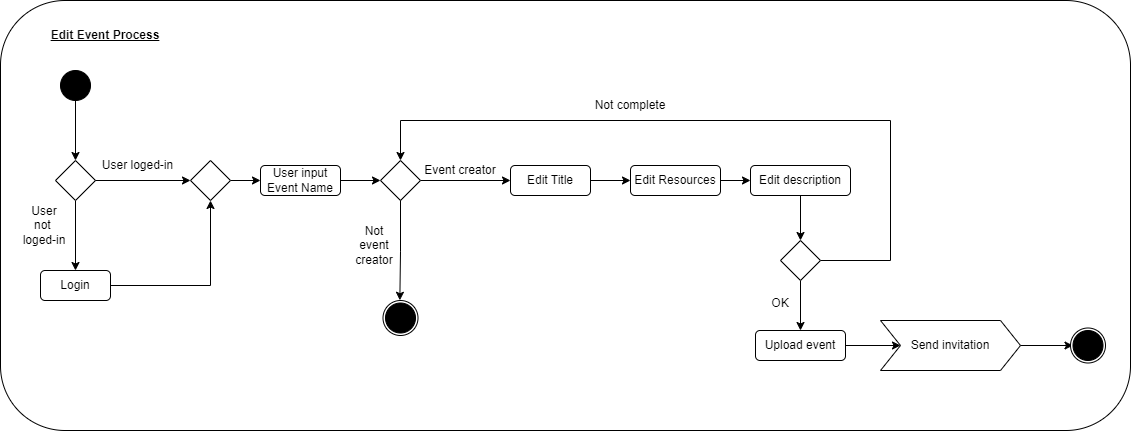 Edit Event Process
Not complete
User loged-in
User input
Event Name
Event creator
Edit Title
Edit Resources
Edit description
User
not
loged-in
Not
event
creator
Login
OK
Upload event
Send invitation